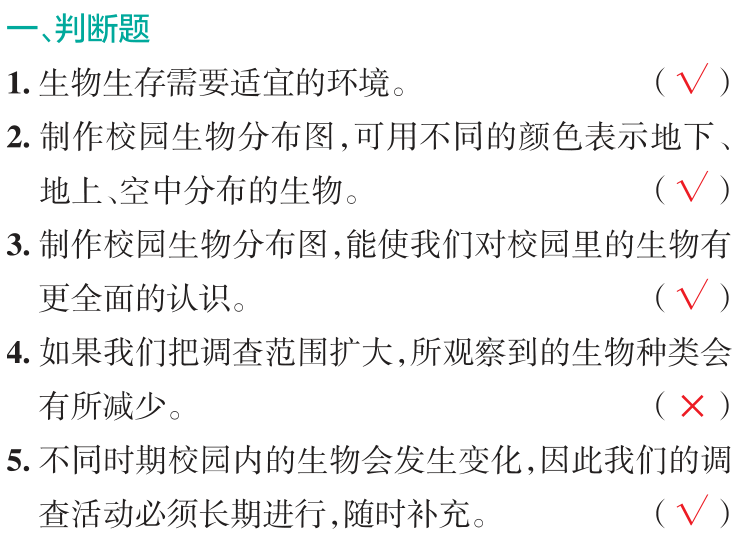 一、判断题
1. 生物生存需要适宜的环境。 （ √ ）
2. 制作校园生物分布图,可用不同的颜色表示地下、
地上、空中分布的生物。 （ √ ）
3. 制作校园生物分布图,能使我们对校园里的生物有
更全面的认识。 （ √ ）
4. 如果我们把调查范围扩大,所观察到的生物种类会
有所减少。 （ × ）
5. 不同时期校园内的生物会发生变化,因此我们的调
查活动必须长期进行,随时补充。 （ √ ）